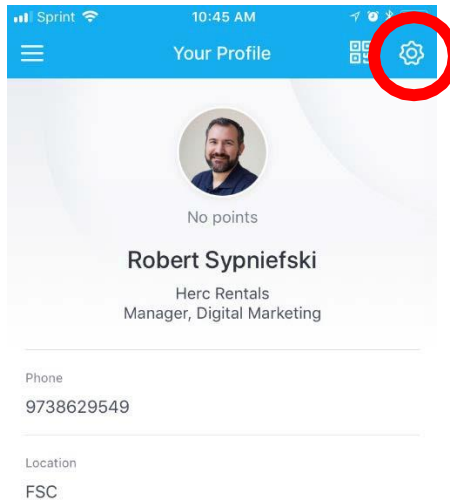 Sprint
10:45 AM
Your Profile
No points
Robert Sypniefski
Herc Rentals
Manager, Digital Marketing
Phone
9738629549
Location
FSC